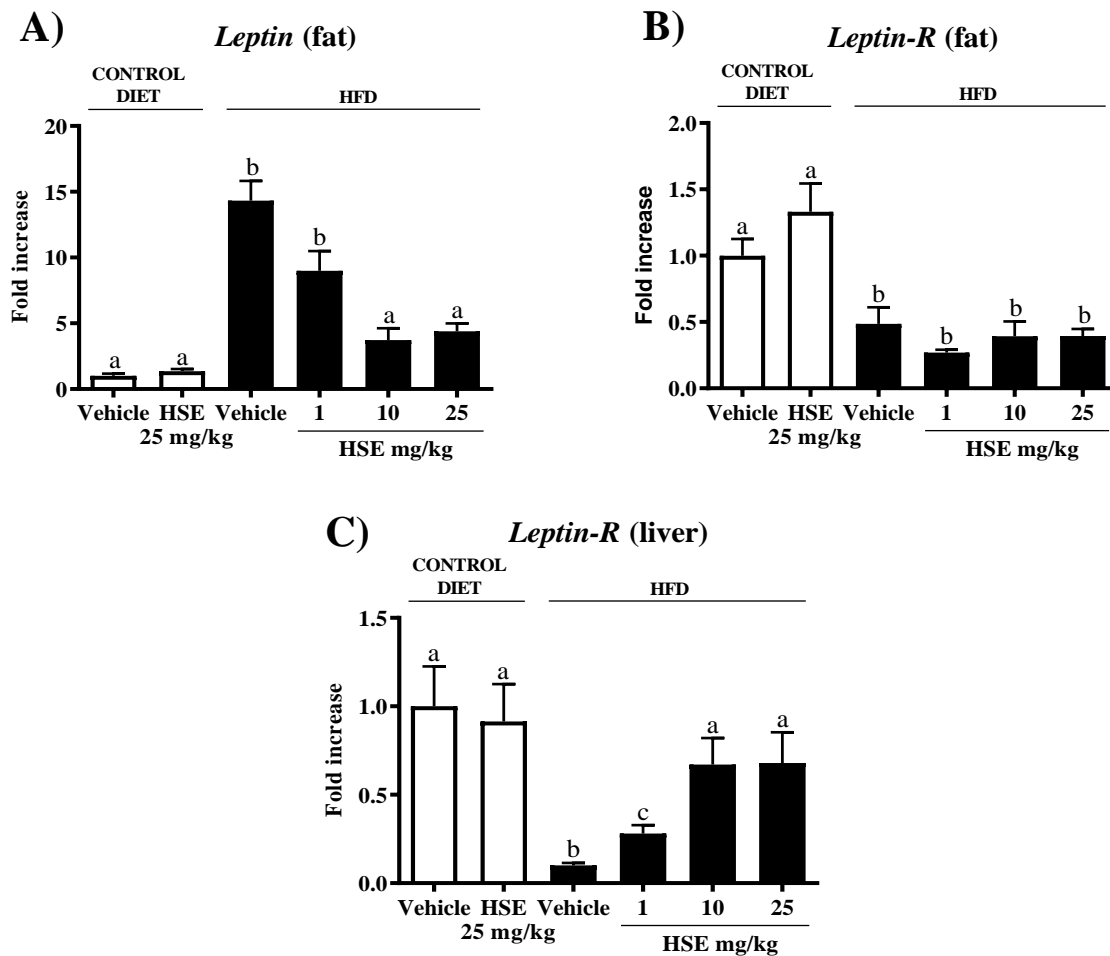 A)
Leptin (fat)
CONTROL
DIET
HFD
Fold increase
20
15
10
5
0
a
a
b
b
a
a
Vehicle HSE Vehicle 1 10 25
25 mg/kg
HSE mg/kg
B)
Leptin-R (fat)
CONTROL
DIET
HFD
Fold increase
2.0
1.5
1.0
0.5
0.0
a
a
b
b
b
b
Vehicle HSE Vehicle 1 10 25
25 mg/kg
HSE mg/kg
C)
Leptin-R (liver)
CONTROL
DIET
HFD
Fold increase
1.5
1.0
0.5
0.0
a
a
b
c
a
a
Vehicle HSE Vehicle 1 10 25
25 mg/kg
HSE mg/kg